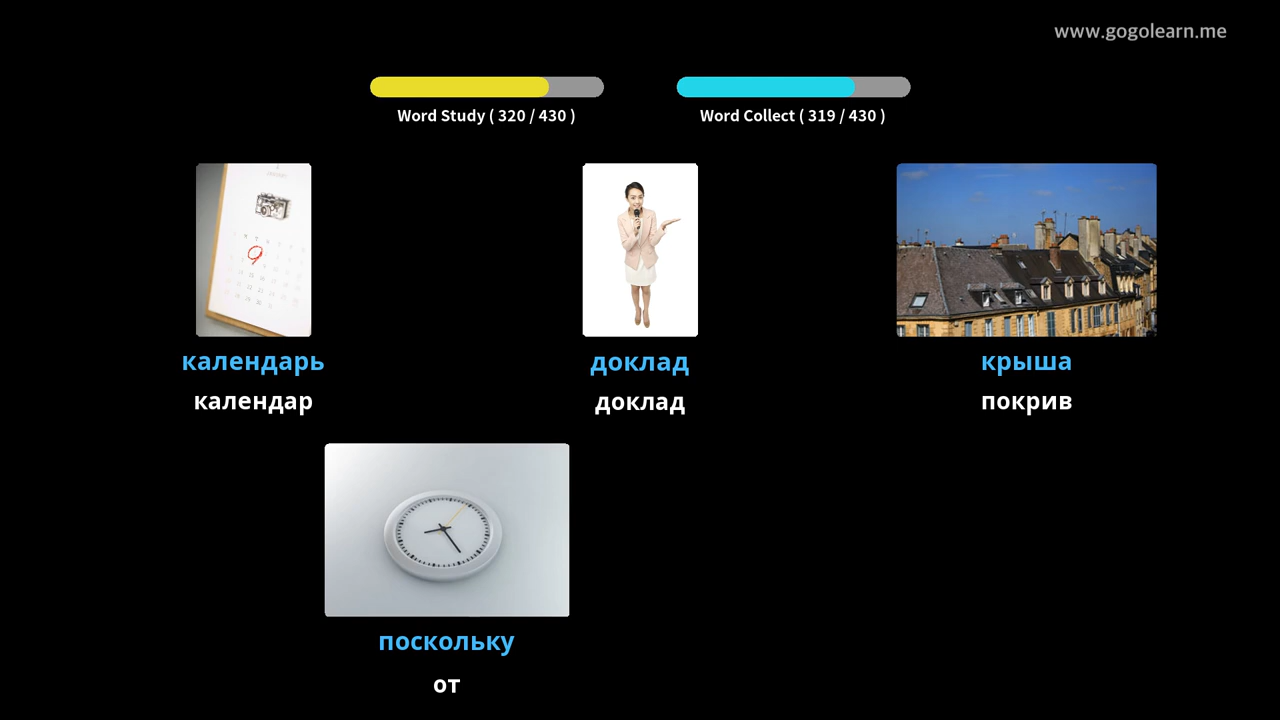 www.gogolearn.me
Word Study ( 320 / 430 )
Word Collect ( 319 / 430 )
календарь
доклад
крыша
календар
доклад
покрив
поскольку
от